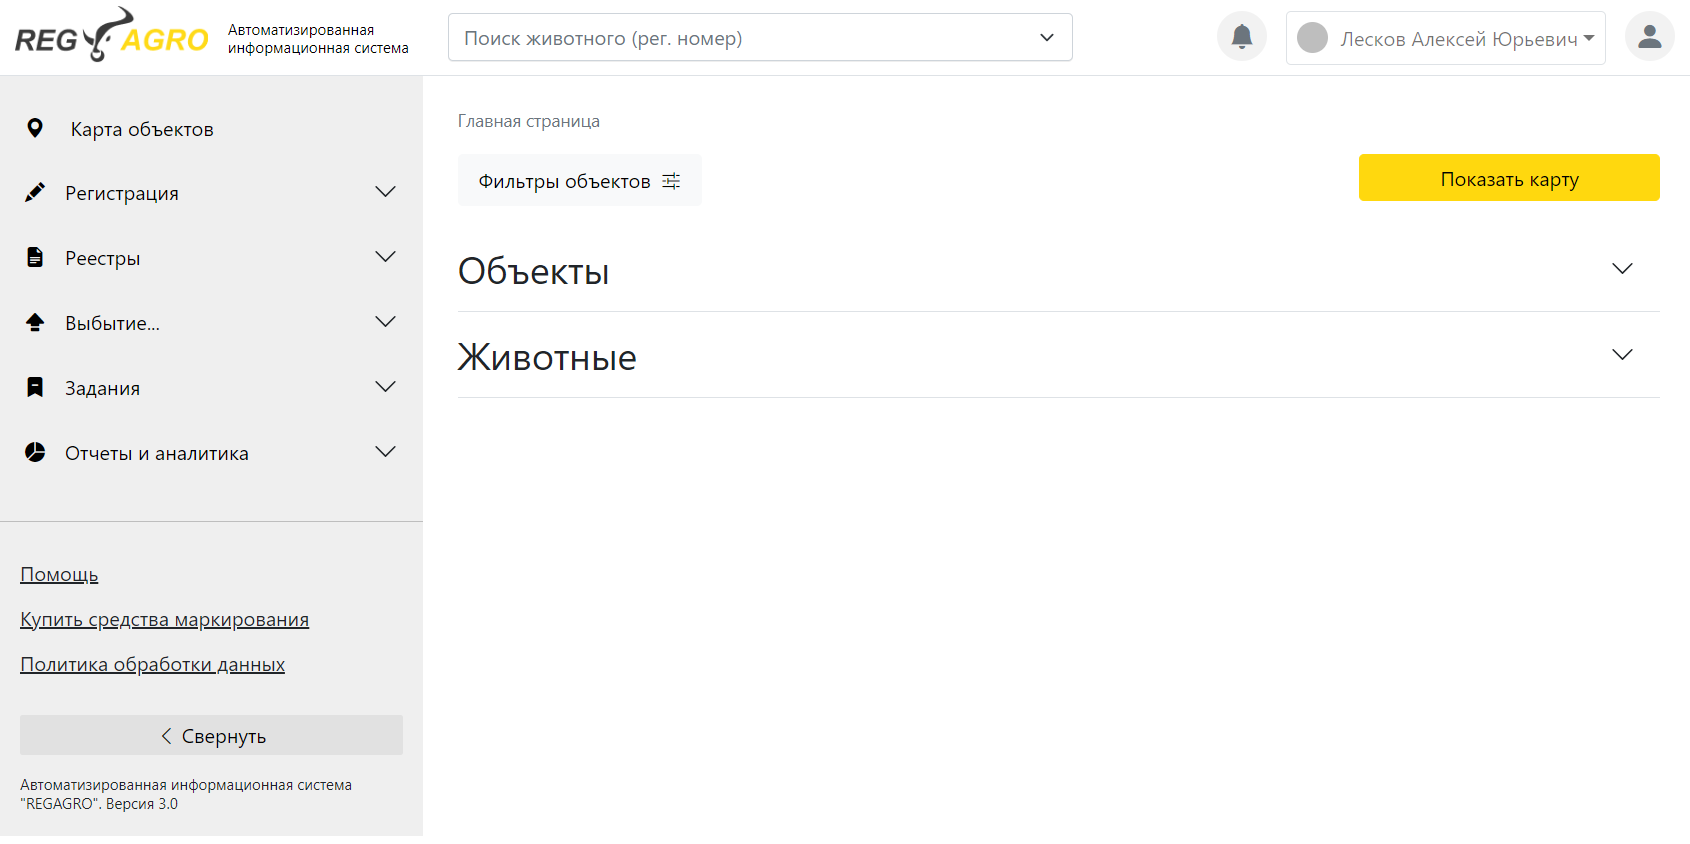 REG AGRO
Автоматизированная
информационная система
Поиск животного (рег. номер)
Лесков Алексей Юрьевич
Карта объектов
Регистрация
Реестры
Выбытие...
Задания
Отчеты и аналитика
Помощь
Купить средства маркирования
Политика обработки данных
Свернуть
Автоматизированная информационная система
"REGAGRO". Версия 3.0
Главная страница
Фильтры объектов
Показать карту
Объекты
Животные